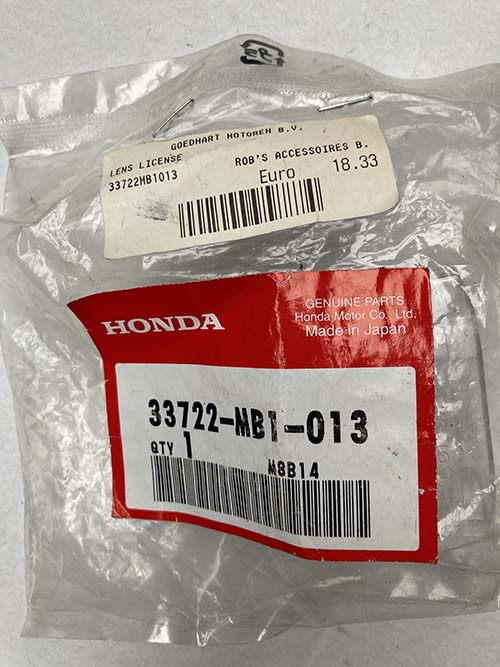 GOEDHART MOTOREN B.V.
LENS LICENSE ROB'S ACCESSOIRES B.
33722MB1013 Euro 18.33
HONDA
GENUINE PARTS
Honda Motor Co., Ltd.
Made in Japan
33722-MB1-013
QTY 1 M8B14